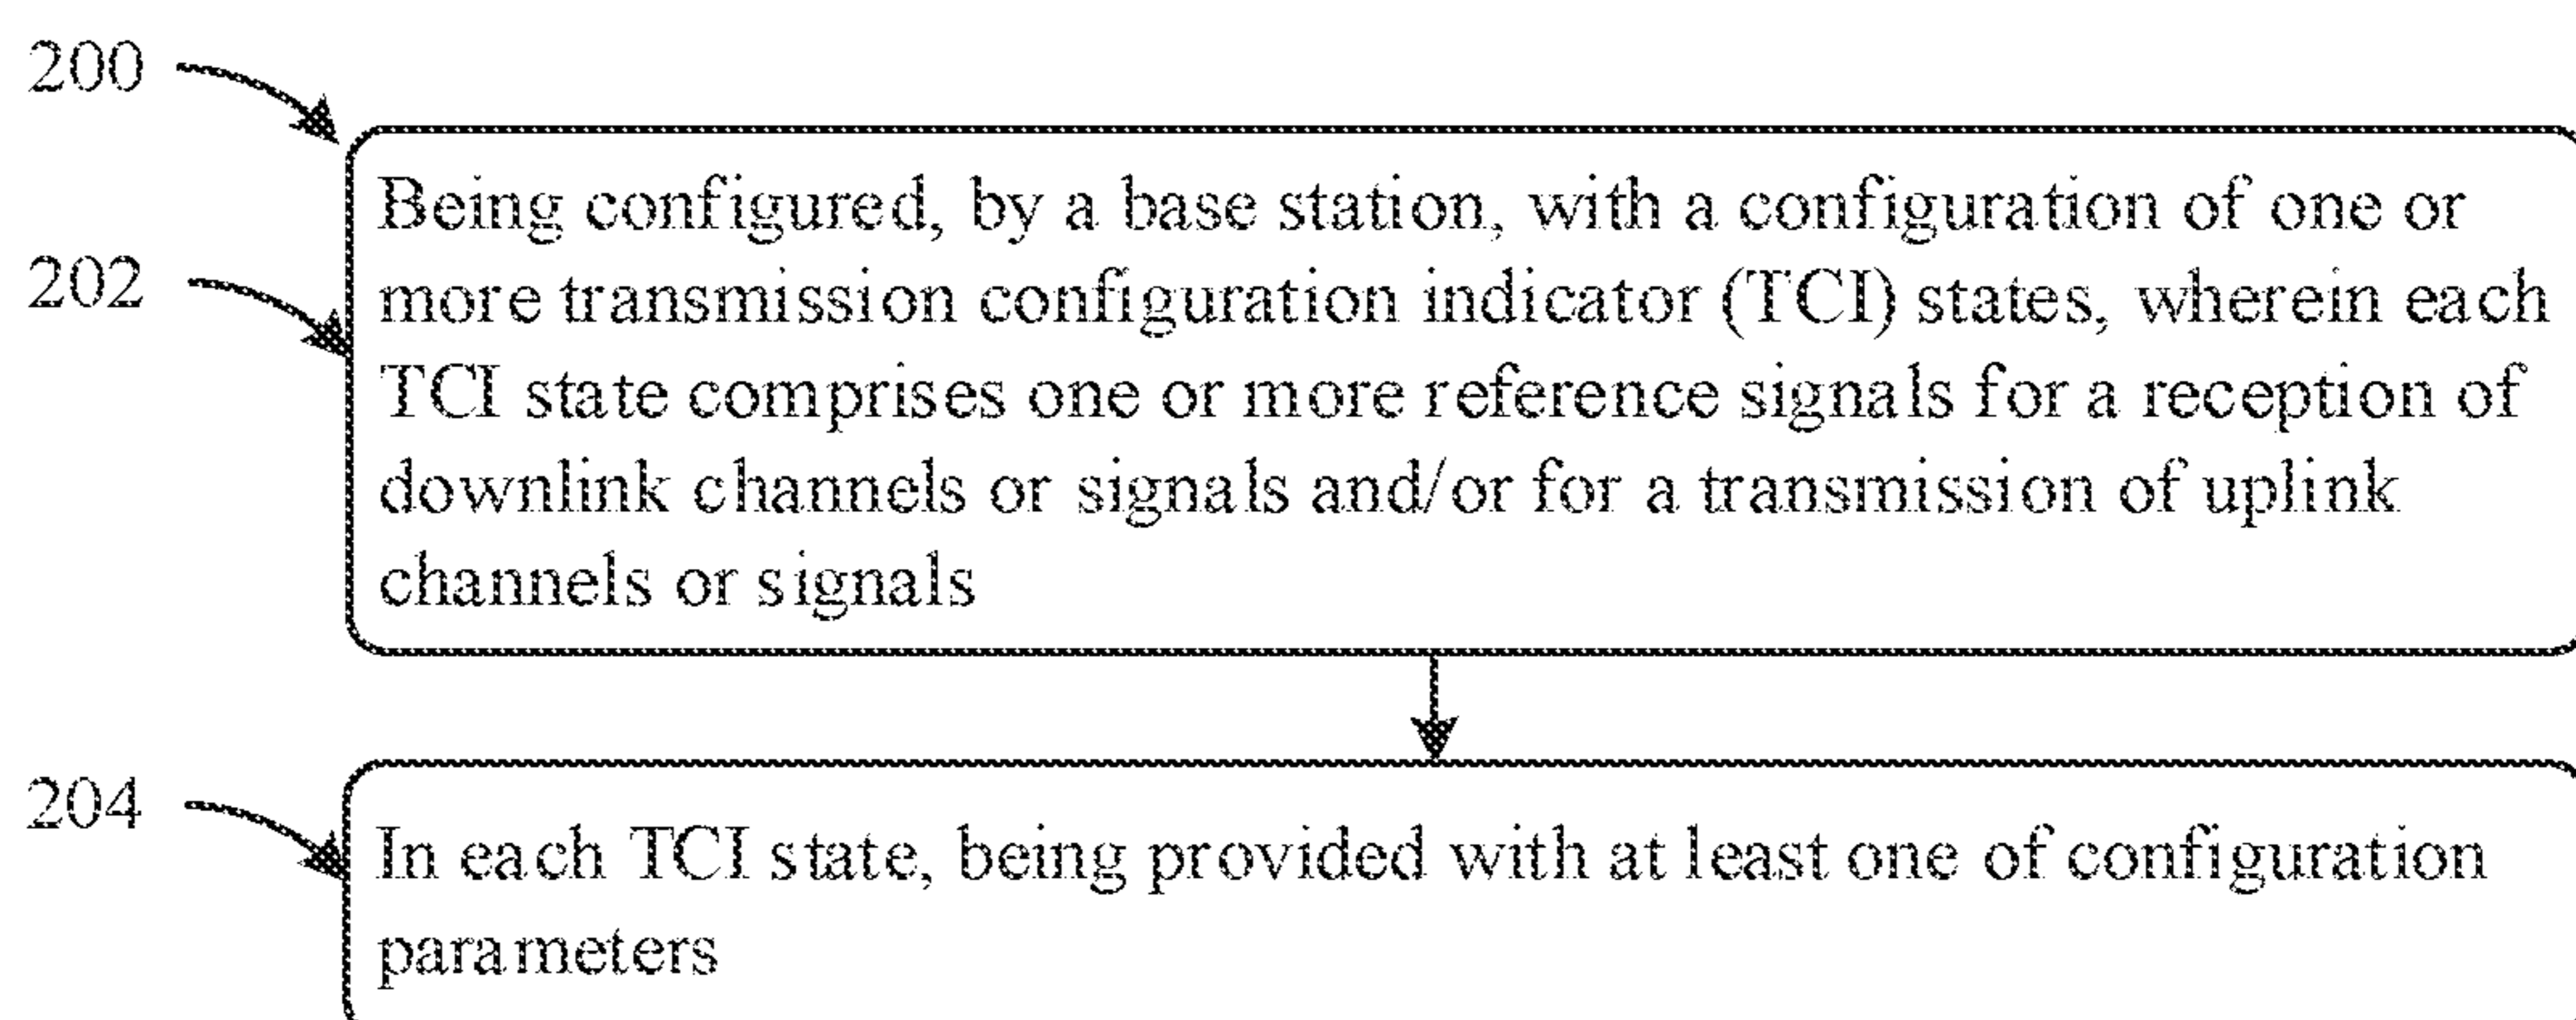 200
Being configured, by a base station, with a configuration of one or
202
more transmission configuration indicator (TCI) states, wherein each
TCI state comprises one or more reference signals for a reception of
downlink channels or signals and/or for a transmission of uplink
channels or signals
204
In each TCI state, being provided with at least one of configuration
parameters